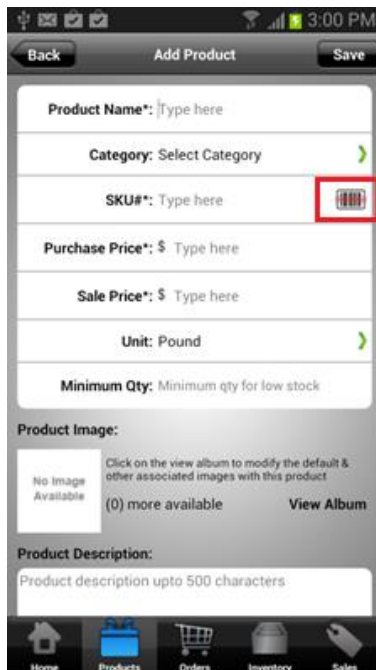 3:00 PM
Back Add Product Save
Product Name*: Type here
Category: Select Category
SKU#*: Type here
Purchase Price*: $ Type here
Sale Price*: $ Type here
Unit: Pound
Minimum Qty: Minimum qty for low stock
Product Image:
No Image
Available
Click on the view album to modify the default &
other associated images with this product
(0) more available View Album
Product Description:
Product description upto 500 characters
Home Products Orders Inventory Sales